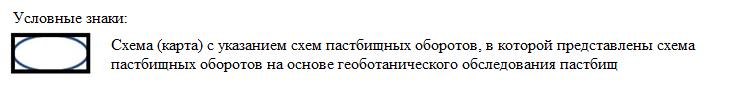 Условные знаки:
Схема (карта) с указанием схем пастбищных оборотов, в которой представлены схема
пастбищных оборотов на основе геоботанического обследования пастбищ